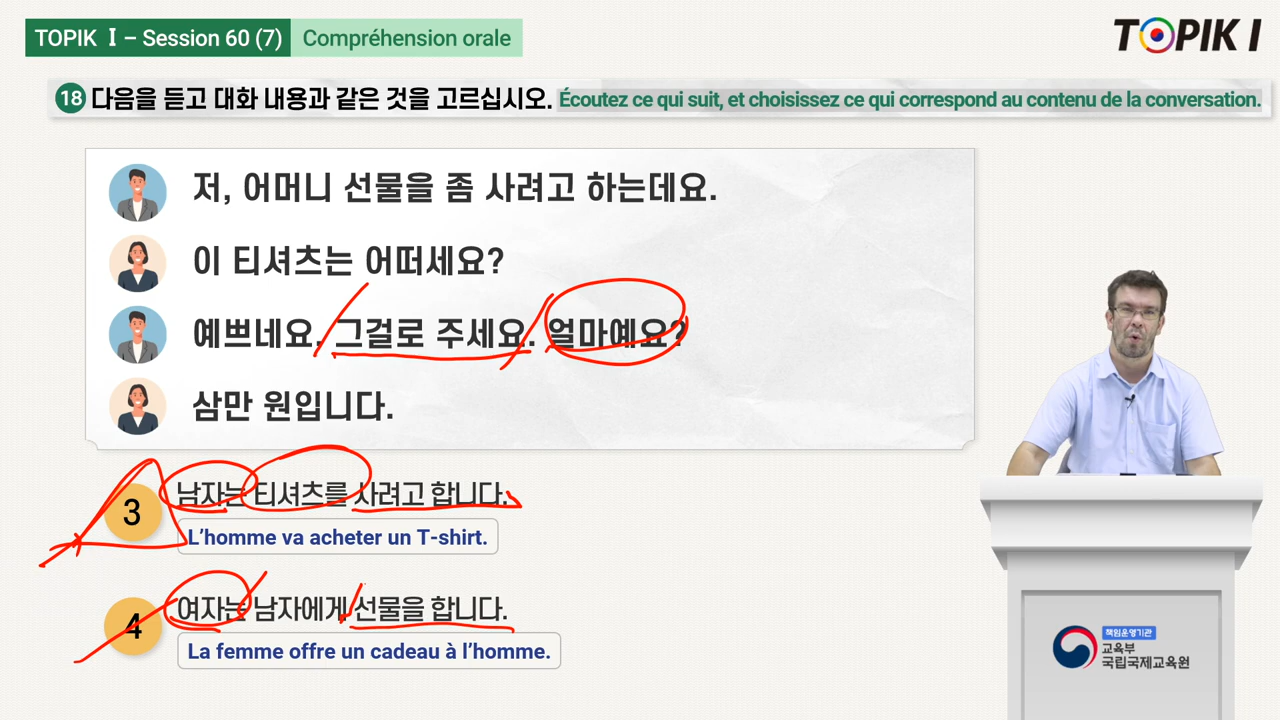 TOPIK Ⅰ – Session 60 (7) Compréhension orale
TOPIK I
18 다음을 듣고 대화 내용과 같은 것을 고르십시오. Écoutez ce qui suit, et choisissez ce qui correspond au contenu de la conversation.
저, 어머니 선물을 좀 사려고 하는데요.
이 티셔츠는 어떠세요?
예쁘네요. 그걸로 주세요. 얼마예요?
삼만 원입니다.
3 남자는 티셔츠를 사려고 합니다.
L’homme va acheter un T-shirt.
4 여자는 남자에게 선물을 합니다.
La femme offre un cadeau à l’homme.
책임운영기관
교육부
국립국제교육원